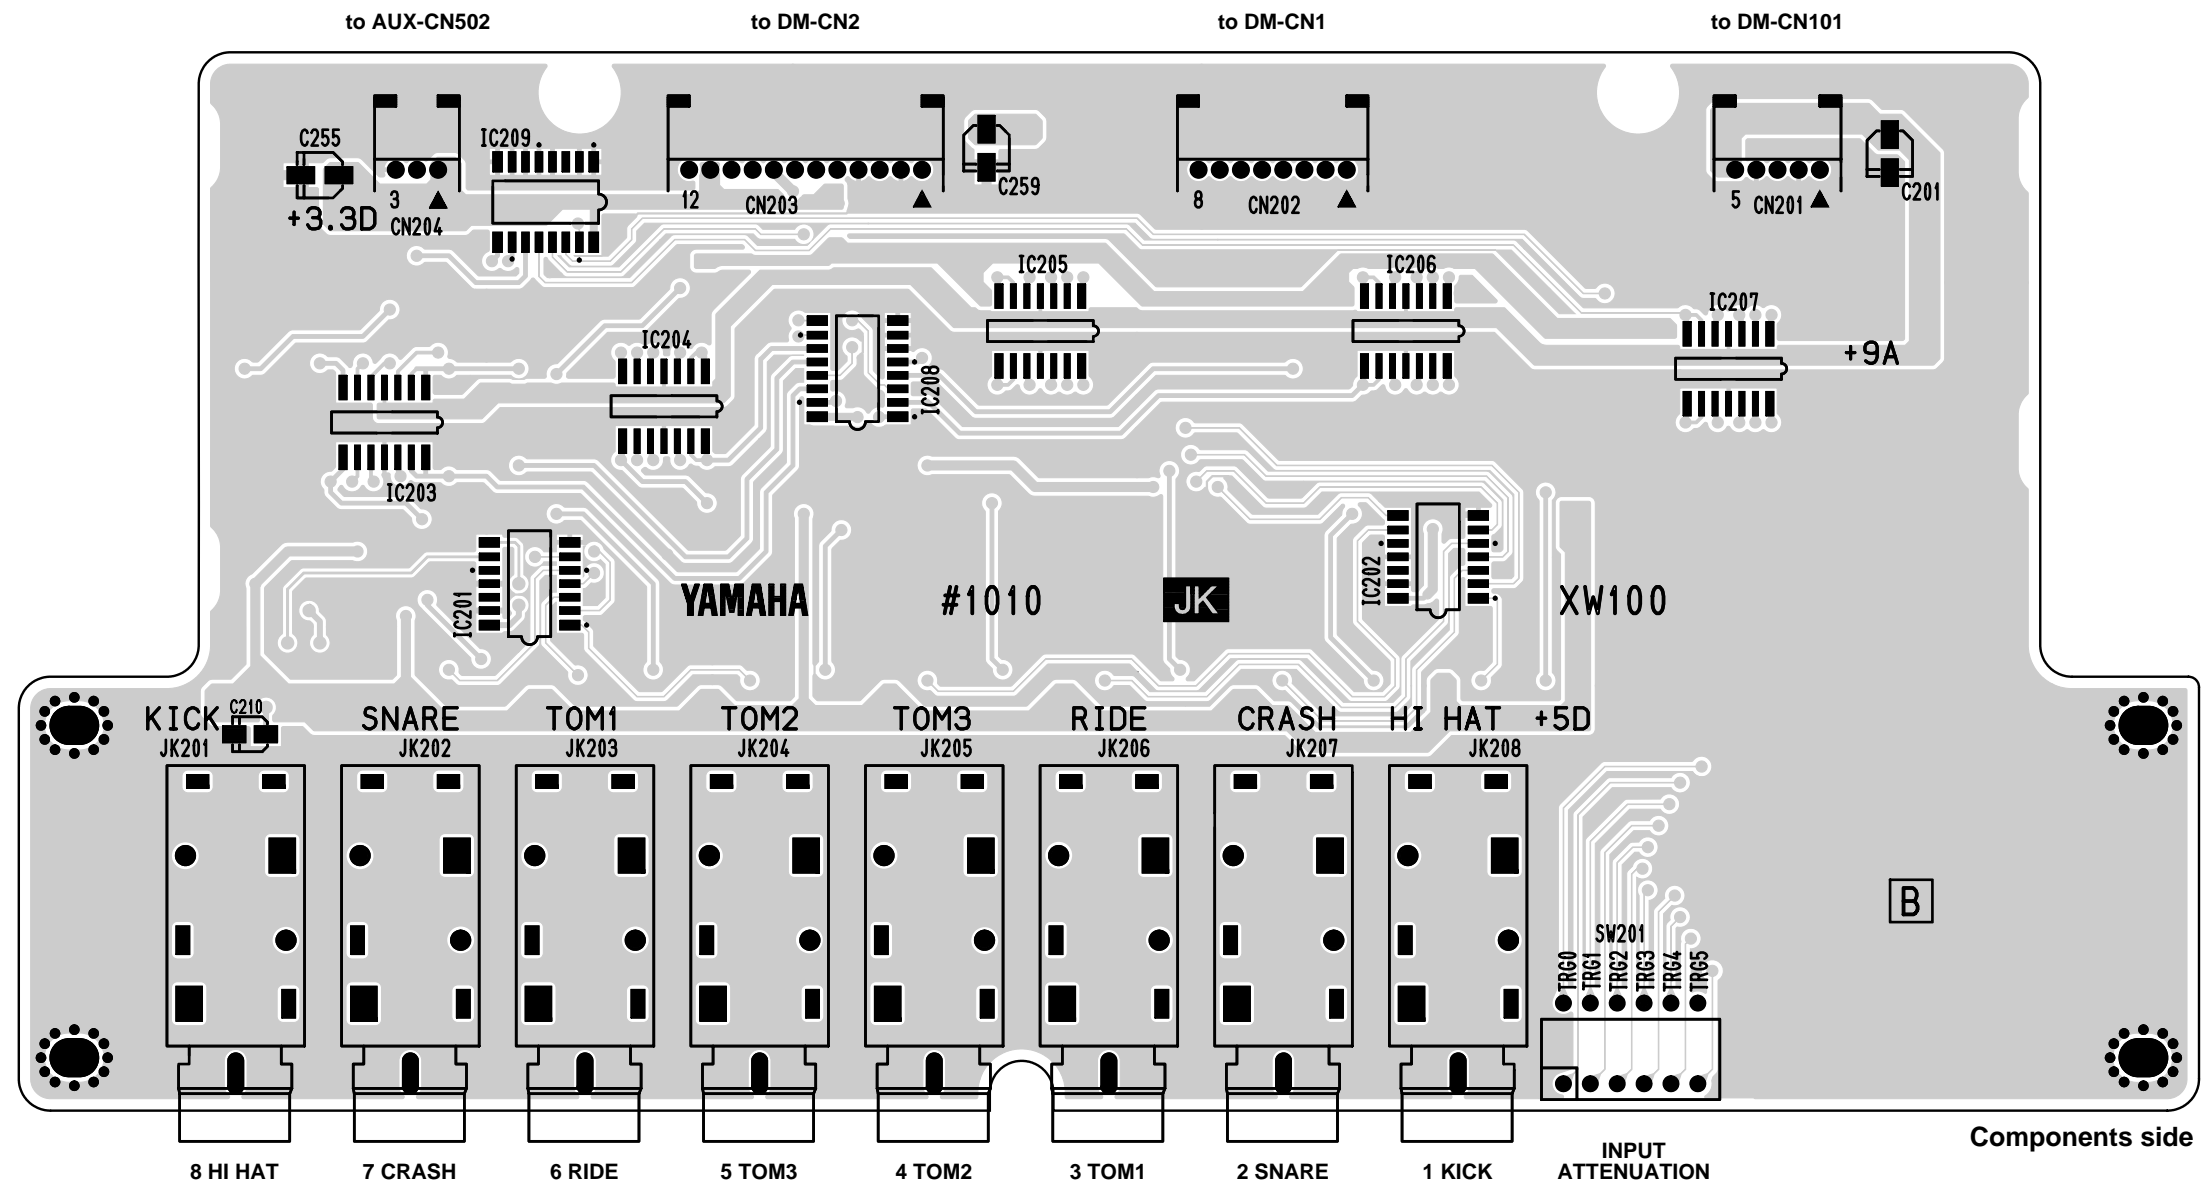 to AUX-CN502 to DM-CN2 to DM-CN1 to DM-CN101
C255 IC209
3 12 C259 8 5 C201
+3.3D CN204 CN203 CN202 CN201
IC205 IC206
IC207
IC204
+9A
IC208
IC203
IC202
IC201
YAMAHA #1010 JK XW100
C210
KICK SNARE TOM1 TOM2 TOM3 RIDE CRASH HI HAT +5D
JK201 JK202 JK203 JK204 JK205 JK206 JK207 JK208
B
SW201
TRG0 TRG1 TRG2 TRG3 TRG4 TRG5
Components side
8 HI HAT 7 CRASH 6 RIDE 5 TOM3 4 TOM2 3 TOM1 2 SNARE 1 KICK INPUT
ATTENUATION